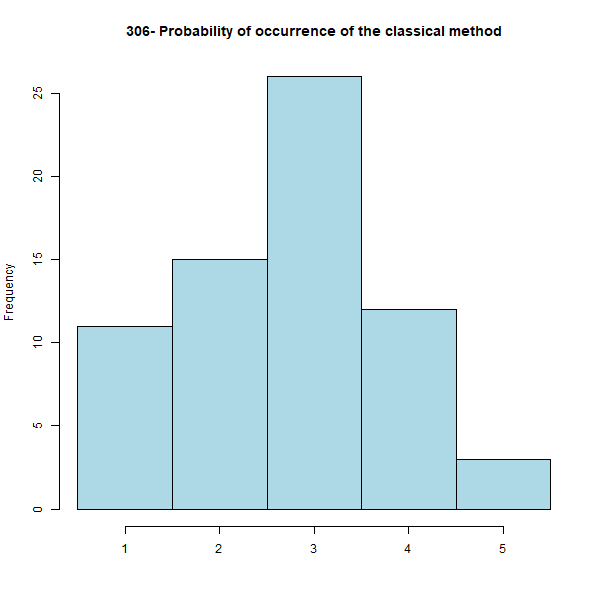 306- Probability of occurrence of the classical method
Frequency
25
20
15
10
5
0
1 2 3 4 5